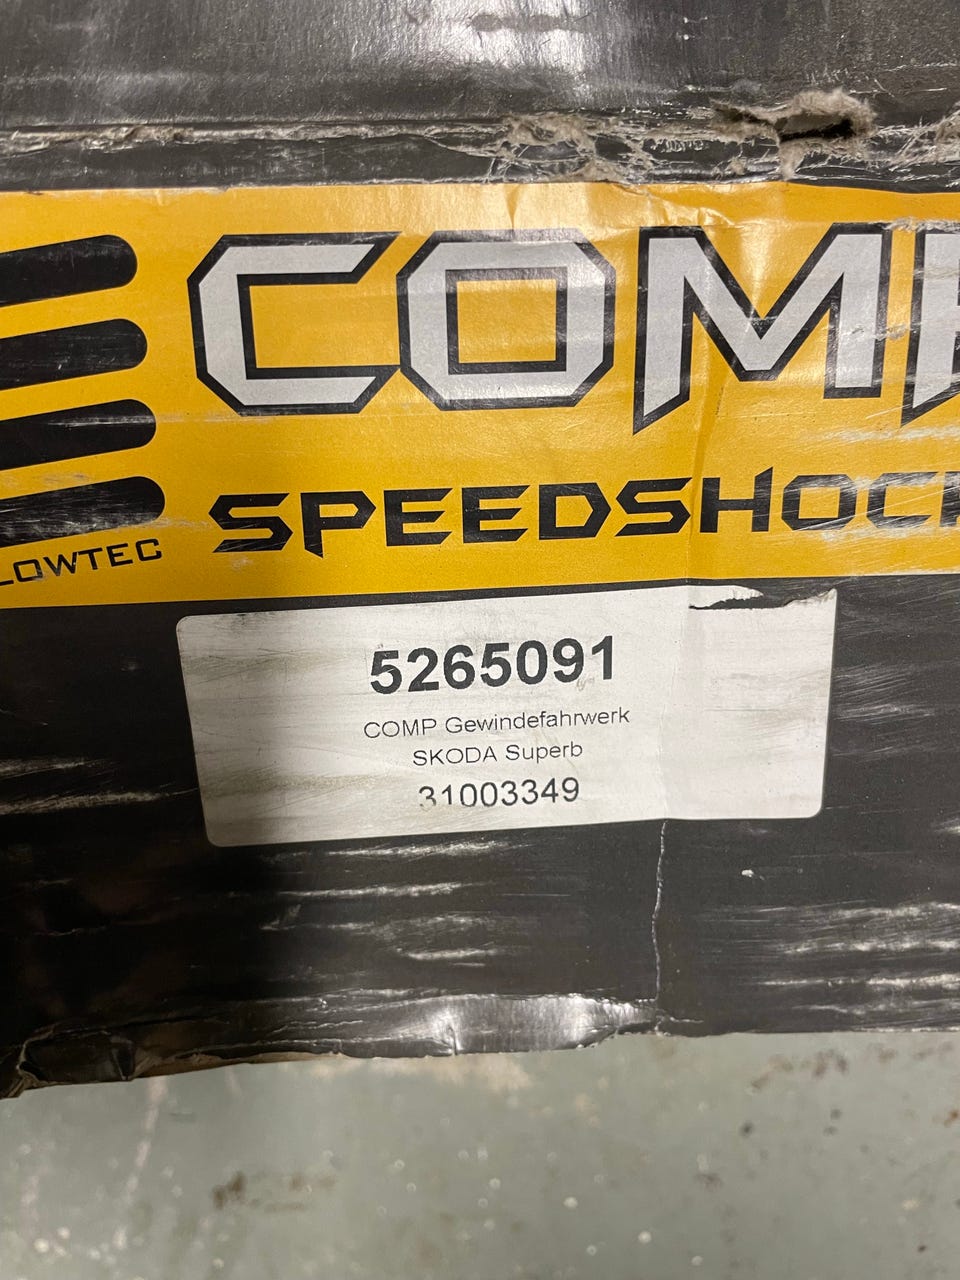 COMP
SPEEDSHOCK
LOWTEC
5265091
COMP Gewindefahrwerk
SKODA Superb
31003349